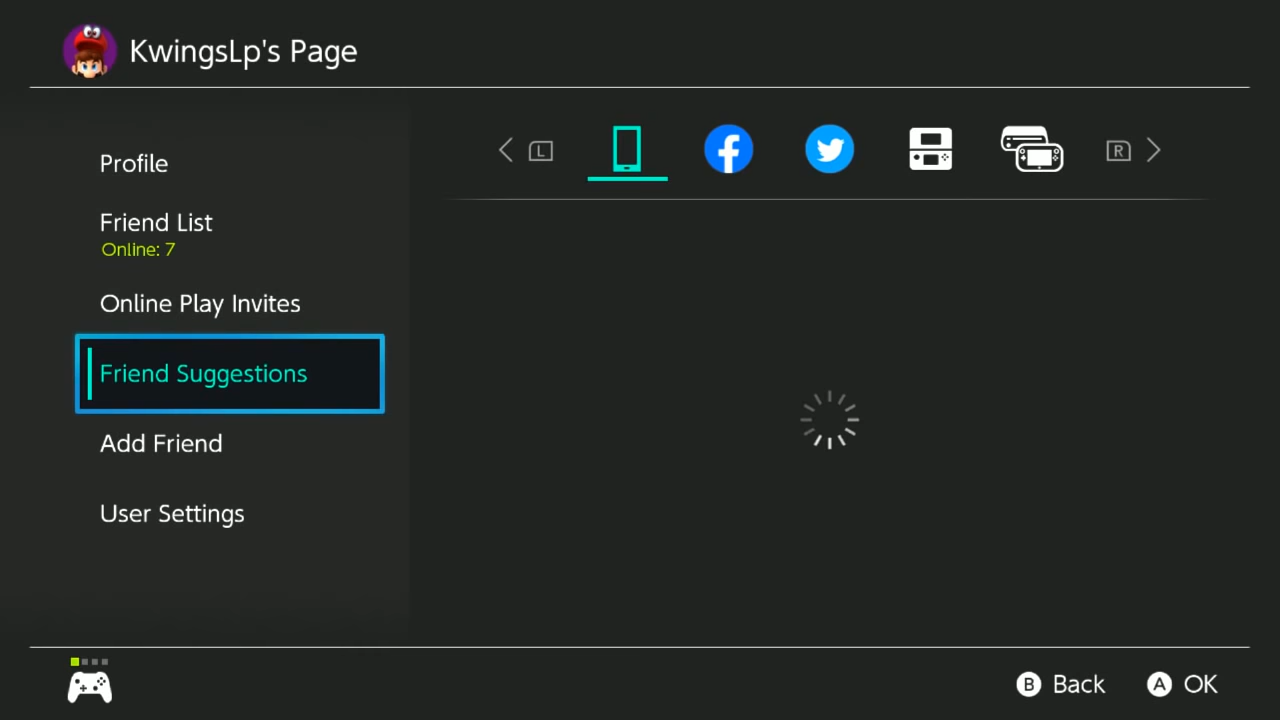 KwingsLp's Page
Profile
Friend List
Online: 7
Online Play Invites
Friend Suggestions
Add Friend
User Settings
L
R
B Back
A OK